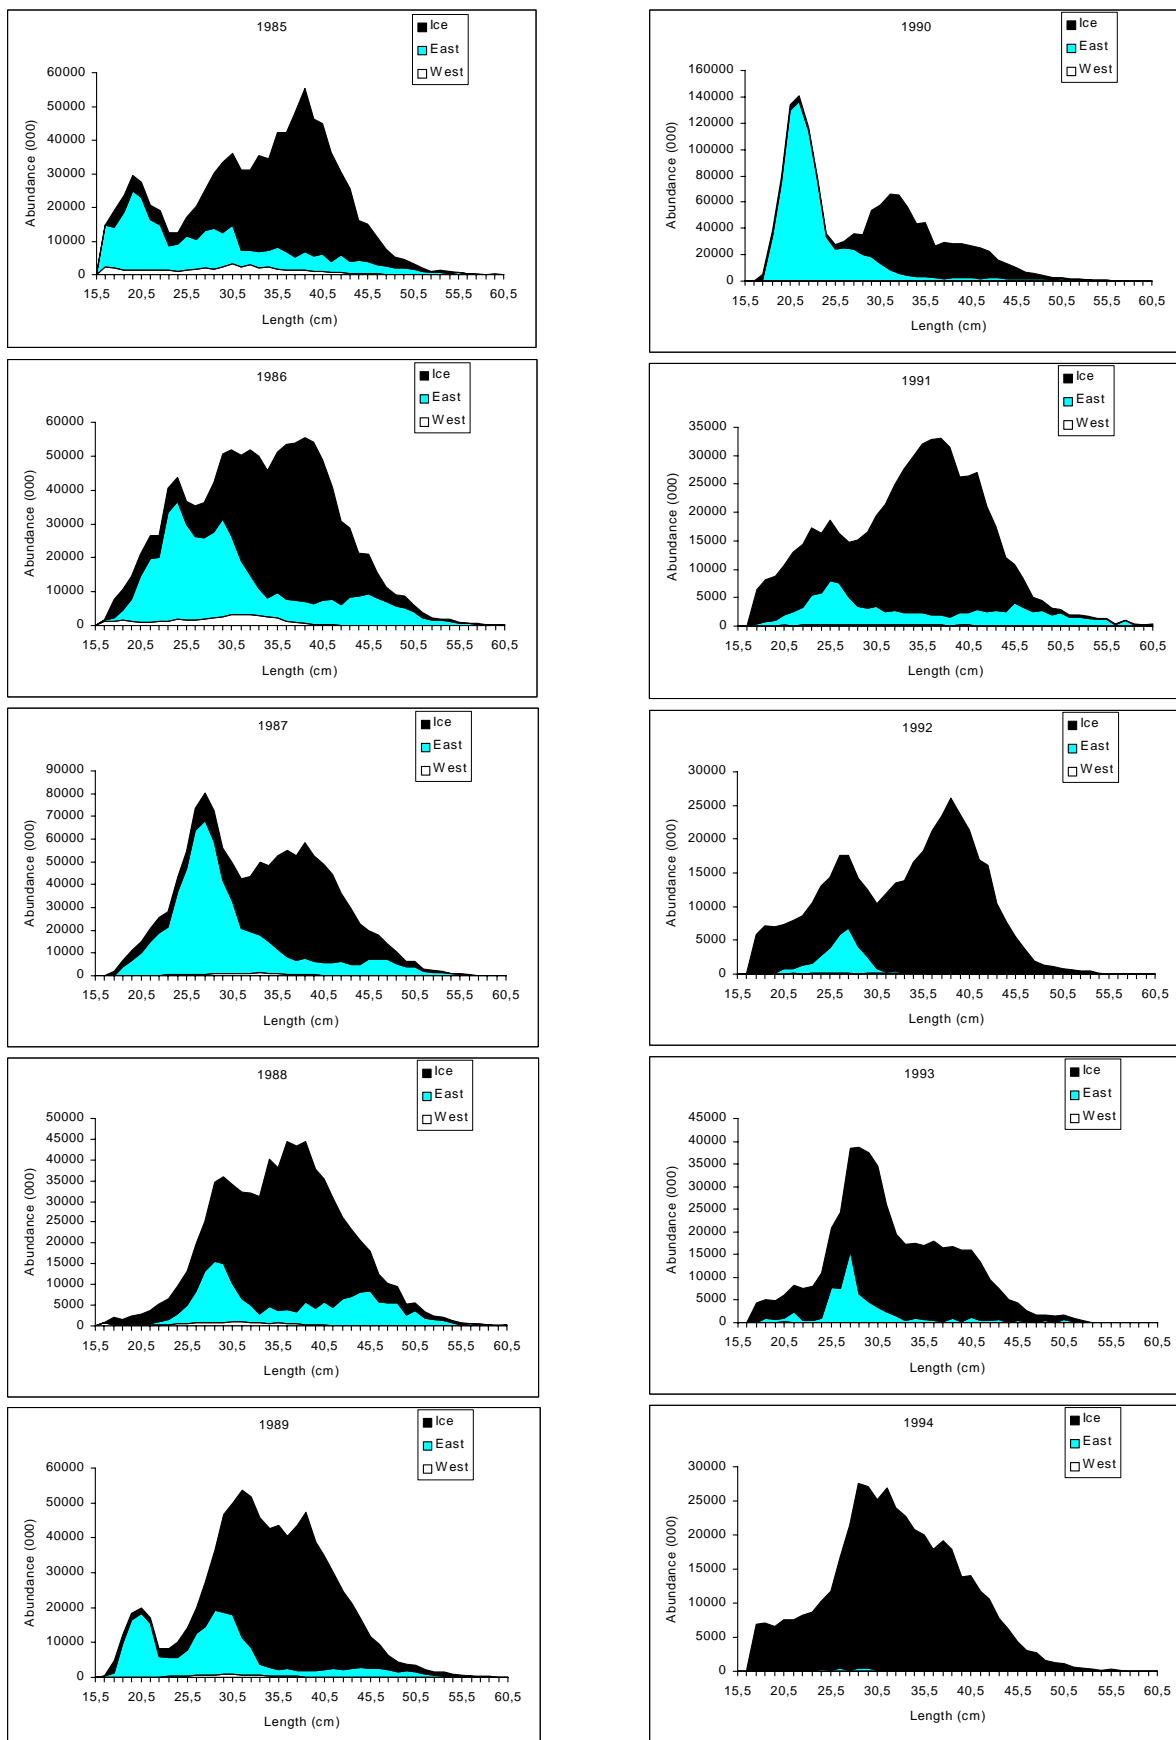 1985
Ice
East
West
Abundance (000)
60000
50000
40000
30000
20000
10000
0
15,5 20,5 25,5 30,5 35,5 40,5 45,5 50,5 55,5 60,5
Length (cm)
1986
Ice
East
West
Abundance (000)
60000
50000
40000
30000
20000
10000
0
15,5 20,5 25,5 30,5 35,5 40,5 45,5 50,5 55,5 60,5
Length (cm)
1987
Ice
East
West
Abundance (000)
90000
80000
70000
60000
50000
40000
30000
20000
10000
0
15,5 20,5 25,5 30,5 35,5 40,5 45,5 50,5 55,5 60,5
Length (cm)
1988
Ice
East
West
Abundance (000)
50000
45000
40000
35000
30000
25000
20000
15000
10000
5000
0
15,5 20,5 25,5 30,5 35,5 40,5 45,5 50,5 55,5 60,5
Length (cm)
1989
Ice
East
West
Abundance (000)
60000
50000
40000
30000
20000
10000
0
15,5 20,5 25,5 30,5 35,5 40,5 45,5 50,5 55,5 60,5
Length (cm)
1990
Ice
East
West
Abundance (000)
160000
140000
120000
100000
80000
60000
40000
20000
0
15,5 20,5 25,5 30,5 35,5 40,5 45,5 50,5 55,5 60,5
Length (cm)
1991
Ice
East
West
Abundance (000)
35000
30000
25000
20000
15000
10000
5000
0
15,5 20,5 25,5 30,5 35,5 40,5 45,5 50,5 55,5 60,5
Length (cm)
1992
Ice
East
West
Abundance (000)
30000
25000
20000
15000
10000
5000
0
15,5 20,5 25,5 30,5 35,5 40,5 45,5 50,5 55,5 60,5
Length (cm)
1993
Ice
East
West
Abundance (000)
45000
40000
35000
30000
25000
20000
15000
10000
5000
0
15,5 20,5 25,5 30,5 35,5 40,5 45,5 50,5 55,5 60,5
Length (cm)
1994
Ice
East
West
Abundance (000)
30000
25000
20000
15000
10000
5000
0
15,5 20,5 25,5 30,5 35,5 40,5 45,5 50,5 55,5 60,5
Length (cm)